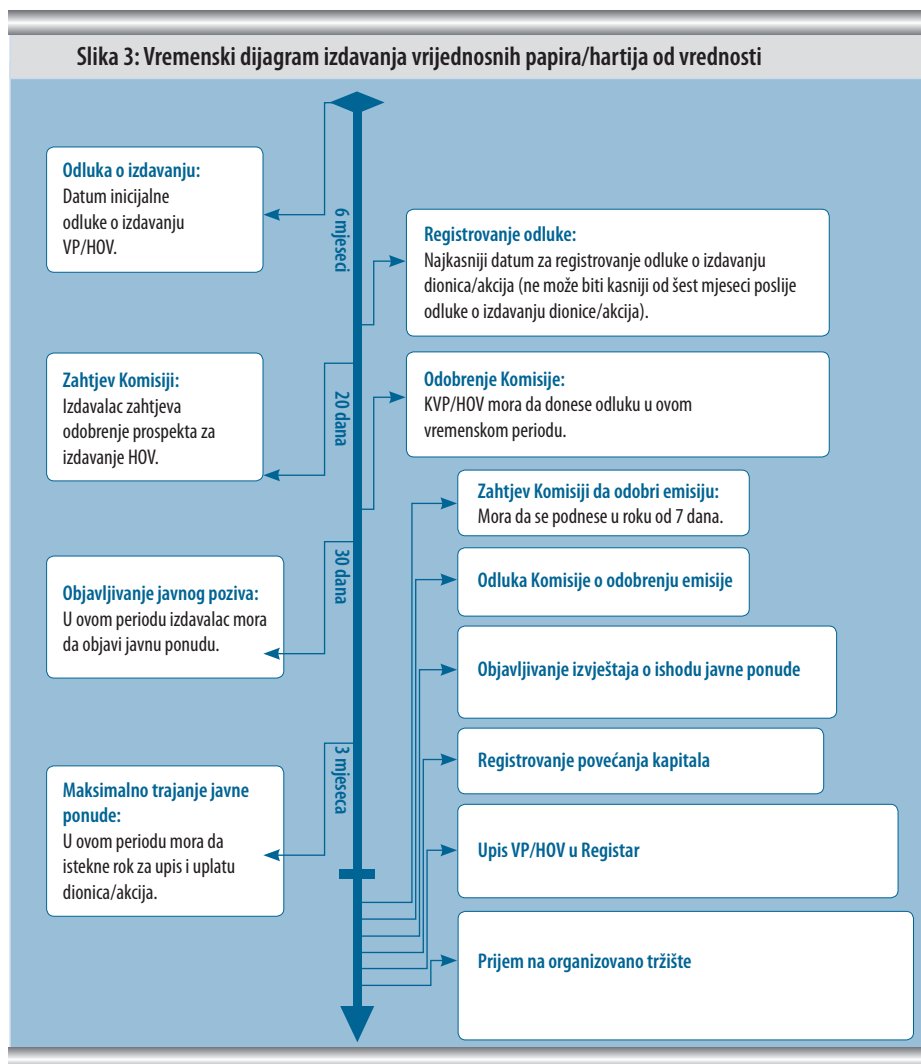 Slika 3: Vremenski dijagram izdavanja vrijednosnih papira/hartija od vrednosti
Odluka o izdavanju:
Datum inicijalne
odluke o izdavanju
VP/HOV.
6 mjeseci
Registrovanje odluke:
Najkasniji datum za registrovanje odluke o izdavanju
dionica/akcija (ne može biti kasniji od šest mjeseci poslije
odluke o izdavanju dionice/akcija).
Zahtjev Komisiji:
Izdavalac zahtjeva
odobrenje prospekta za
izdavanje HOV.
20 dana
Odobrenje Komisije:
KVP/HOV mora da donese odluku u ovom
vremenskom periodu.
Zahtjev Komisiji da odobri emisiju:
Mora da se podnese u roku od 7 dana.
30 dana
Odluka Komisije o odobrenju emisije
Objavljivanje javnog poziva:
U ovom periodu izdavalac mora
da objavi javnu ponudu.
Objavljivanje izvještaja o ishodu javne ponude
3 mjeseca
Registrovanje povećanja kapitala
Maksimalno trajanje javne
ponude:
U ovom periodu mora da
istekne rok za upis i uplatu
dionica/akcija.
Upis VP/HOV u Registar
Prijem na organizovano tržište